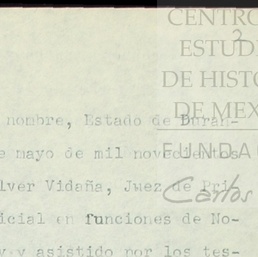 CENTRO
ESTUD
2
DE HISTO
DE MEX
FUNDA
Carlos
nombre, Estado de Duran-
e mayo de mil novecientos
lver Vidaña, Juez de Pri
icial en funciones de No-
y asistido por los tes-